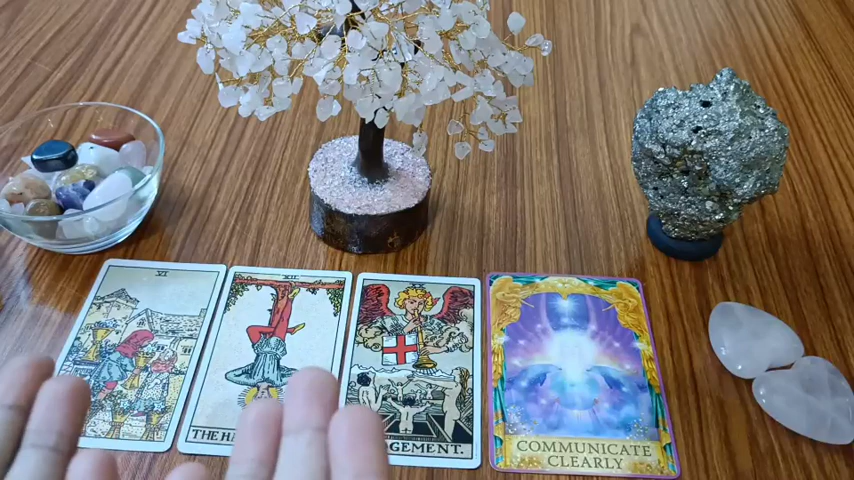 VI
XII
THE HA
GEMENT.
COMMUNICATE
CLEARLY